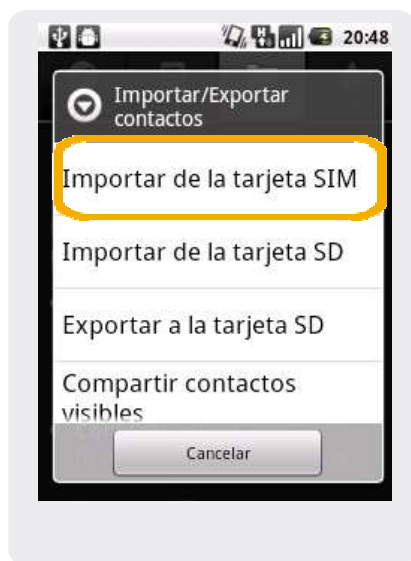 20:48
Importar/Exportar
contactos
Importar de la tarjeta SIM
Importar de la tarjeta SD
Exportar a la tarjeta SD
Compartir contactos
visibles
Cancelar